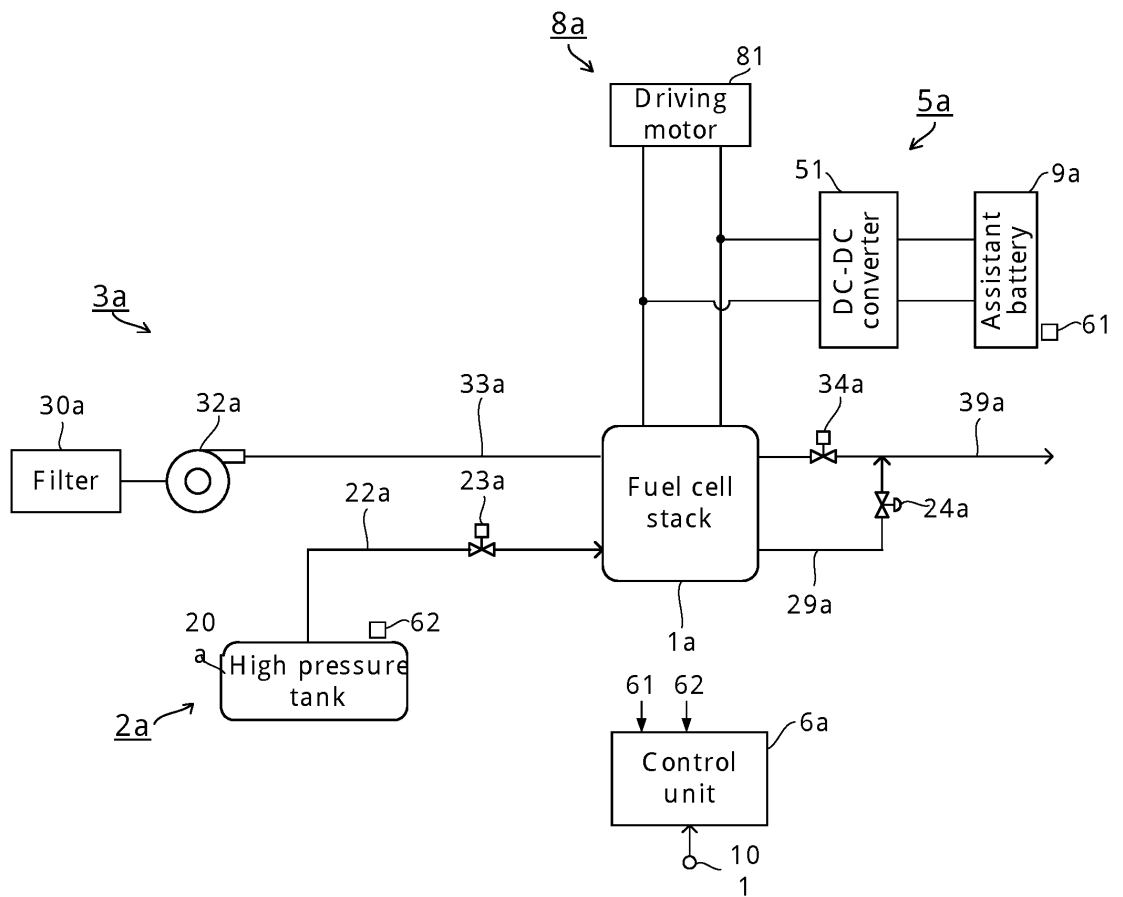 8a
81
Driving
motor
5a
51
9a
DC-DC
converter
Assistant
battery
61
3a
33a
34a
39a
30a
32a
Filter
22a
23a
Fuel cell
stack
24a
29a
20
a
62
High pressure
tank
1a
2a
61
62
6a
Control
unit
10
1